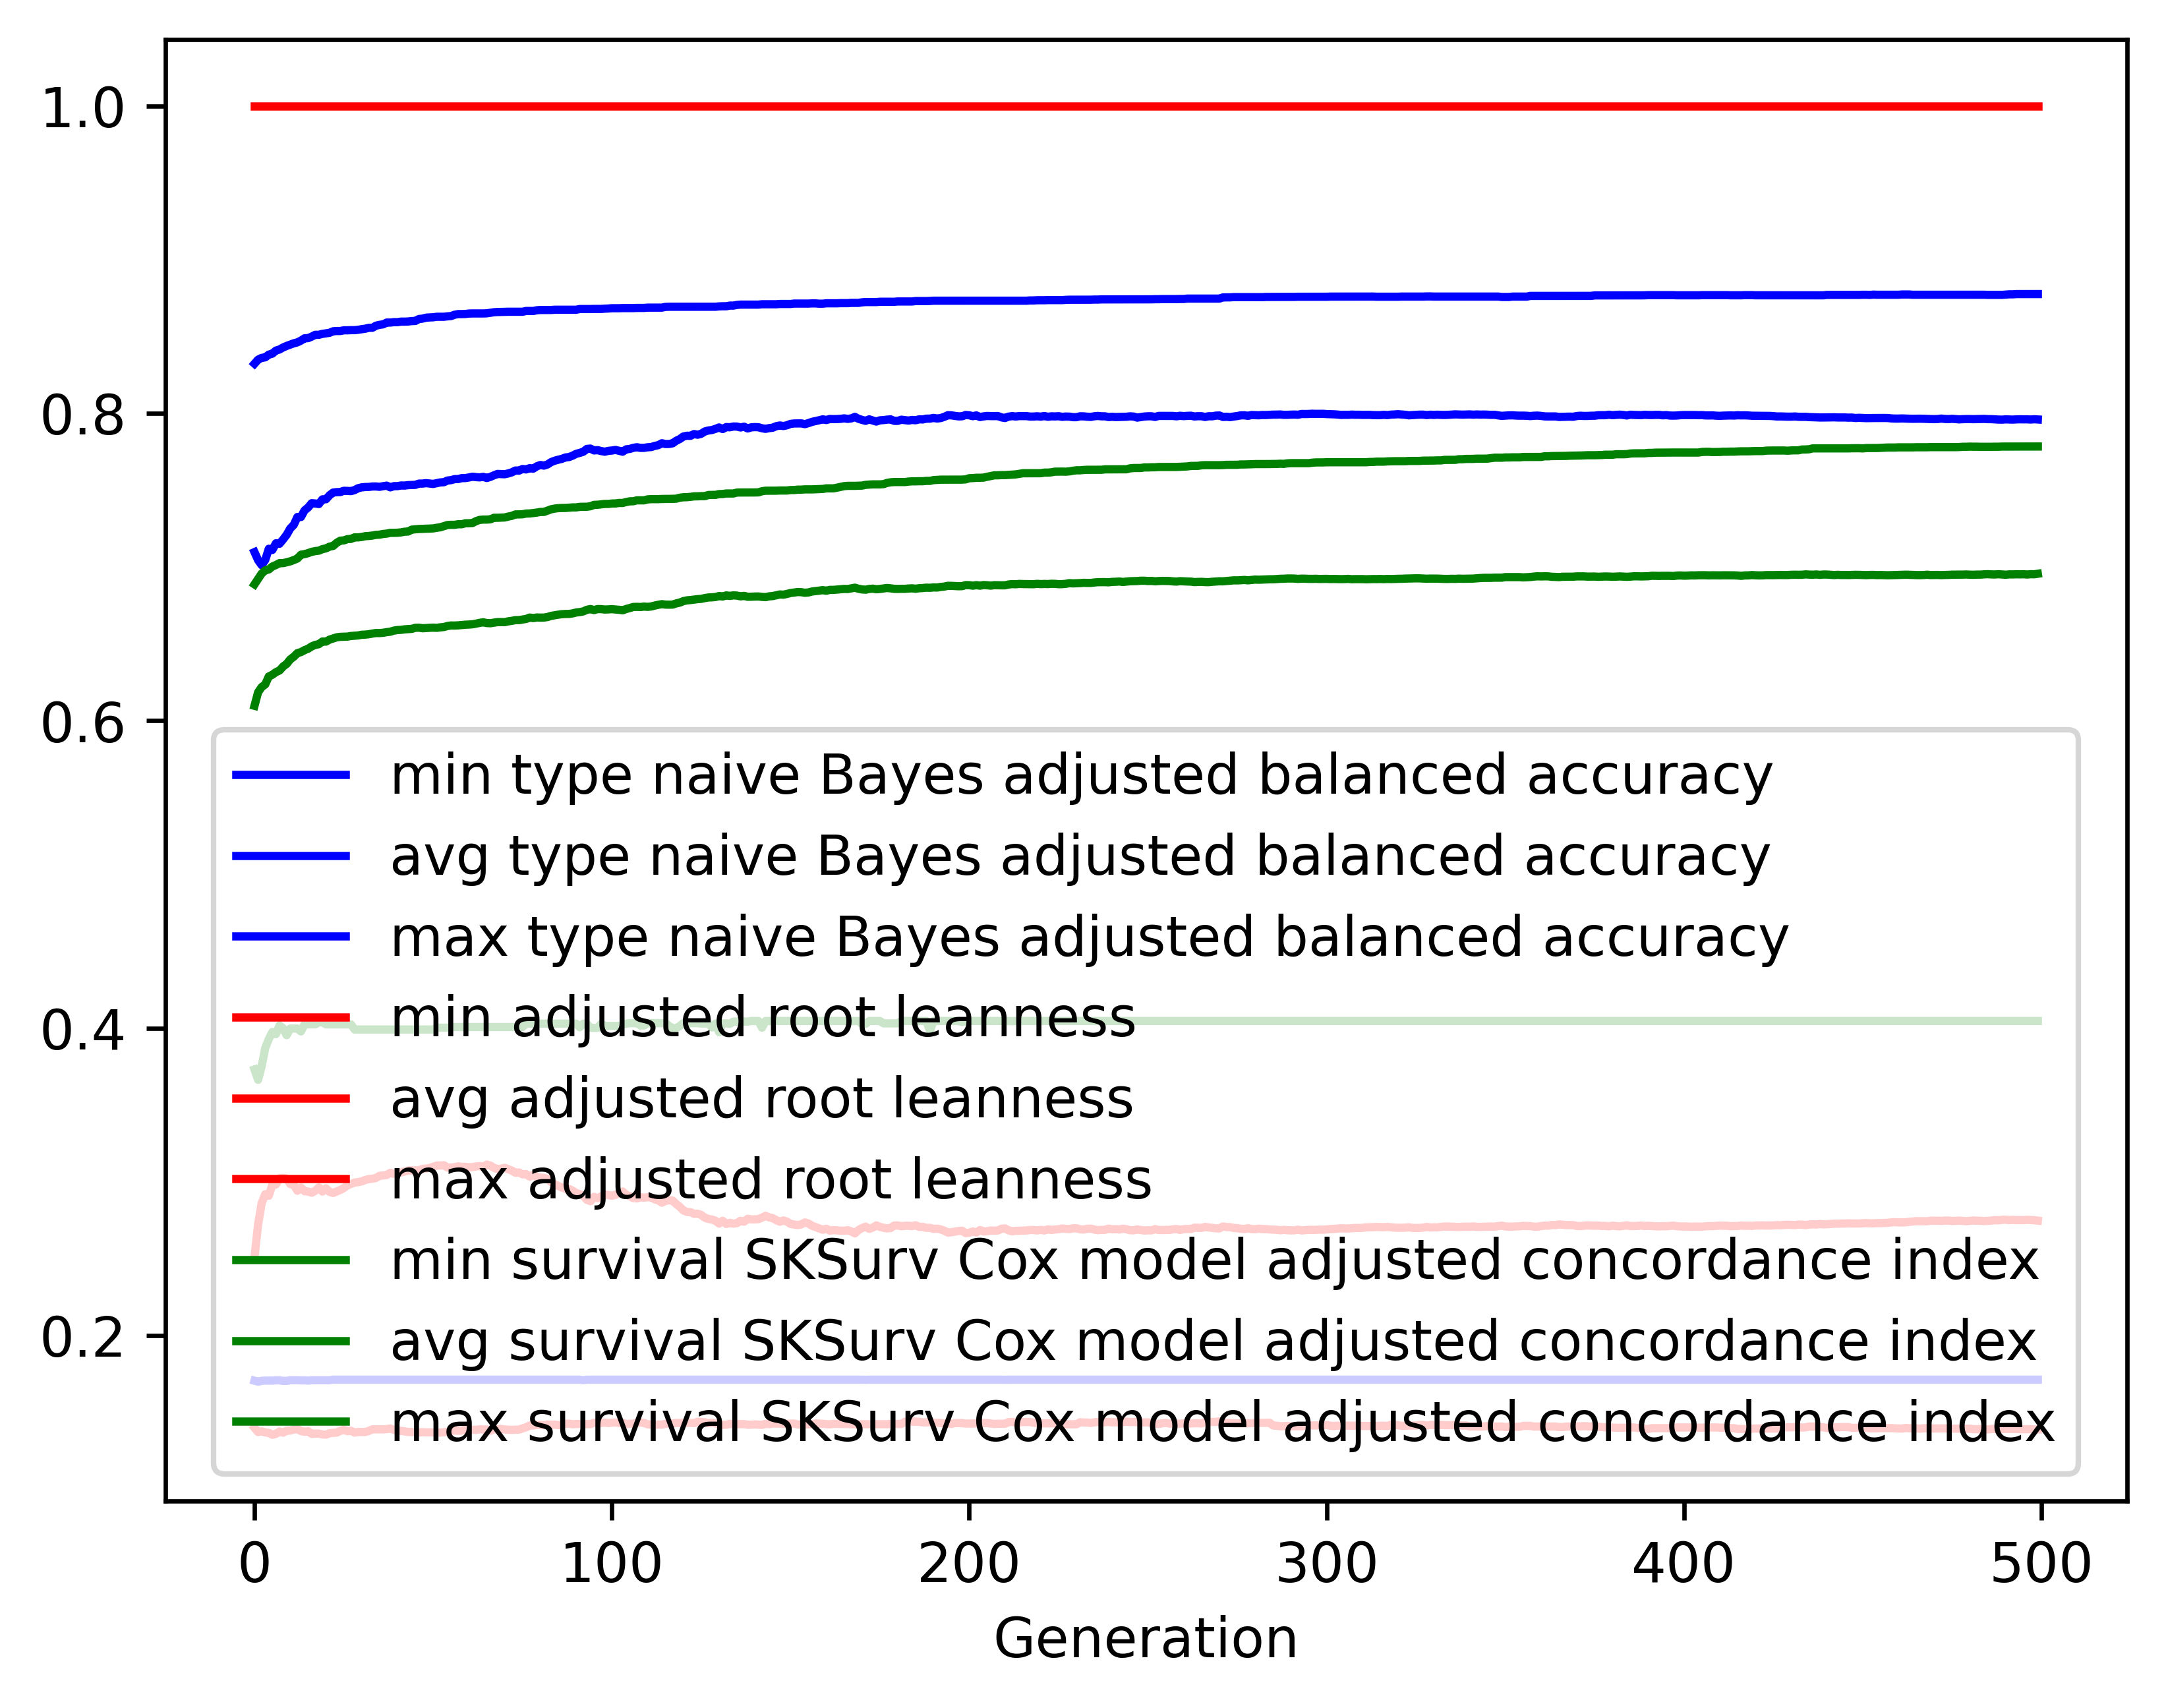 1.0
0.8
0.6
0.4
0.2
min type naive Bayes adjusted balanced accuracy
avg type naive Bayes adjusted balanced accuracy
max type naive Bayes adjusted balanced accuracy
min adjusted root leanness
avg adjusted root leanness
max adjusted root leanness
min survival SKSurv Cox model adjusted concordance index
avg survival SKSurv Cox model adjusted concordance index
max survival SKSurv Cox model adjusted concordance index
0 100 200 300 400 500
Generation